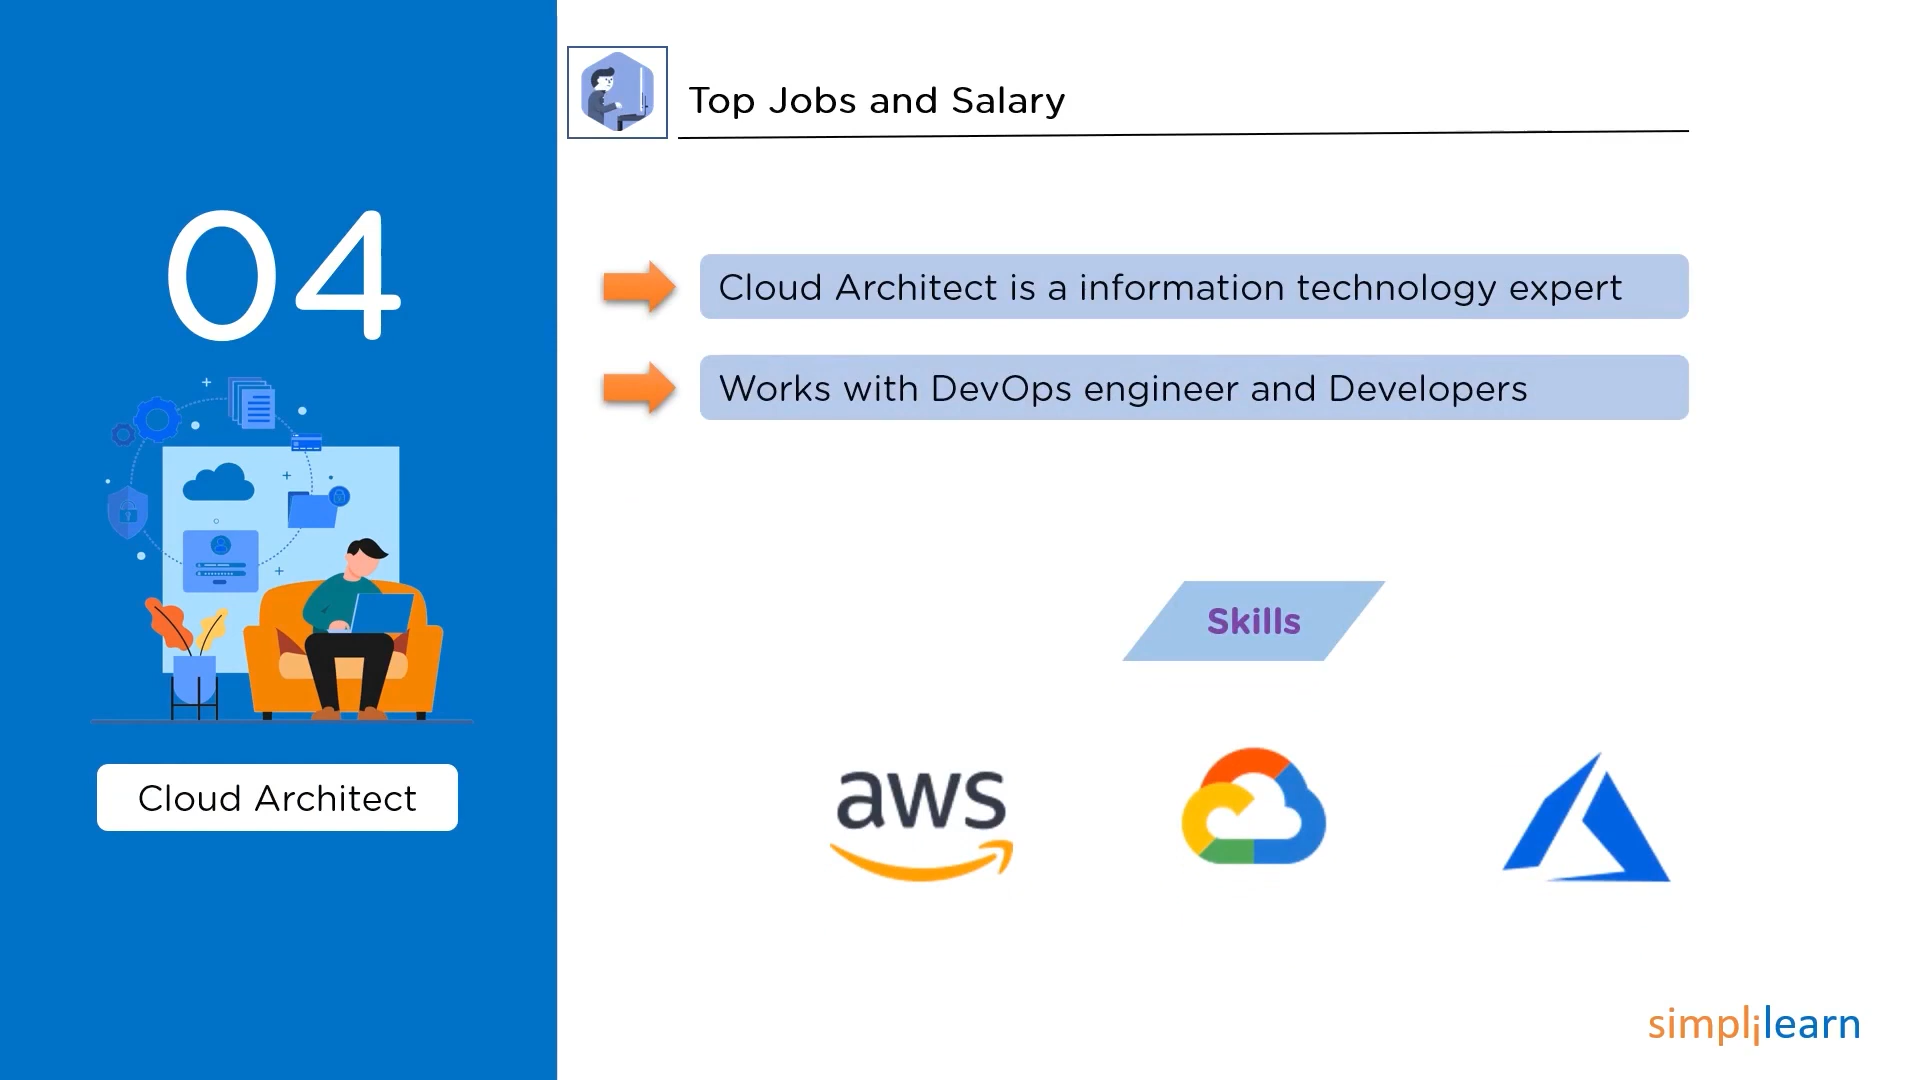 Top Jobs and Salary
04
Cloud Architect is a information technology expert
Works with DevOps engineer and Developers
Skills
aws
Cloud Architect
simplilearn